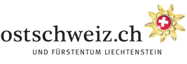 ostschweiz.ch
UND FÜRSTENTUM LIECHTENSTEIN